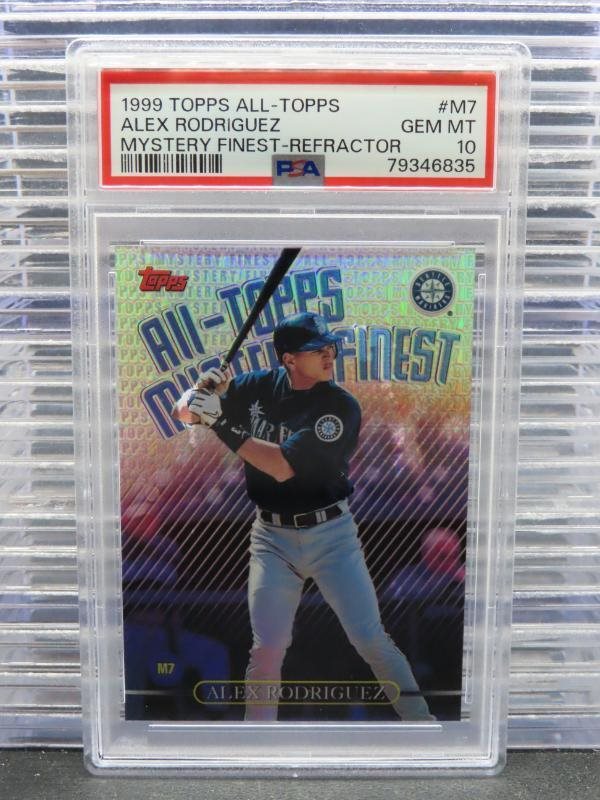 1999 TOPPS ALL-TOPPS #M7
ALEX RODRIGUEZ GEM MT
MYSTERY FINEST-REFRACTOR 10
PSA 79346835
Topps
ALL-TOPPS
FINEST
M7
ALEX RODRIGUEZ